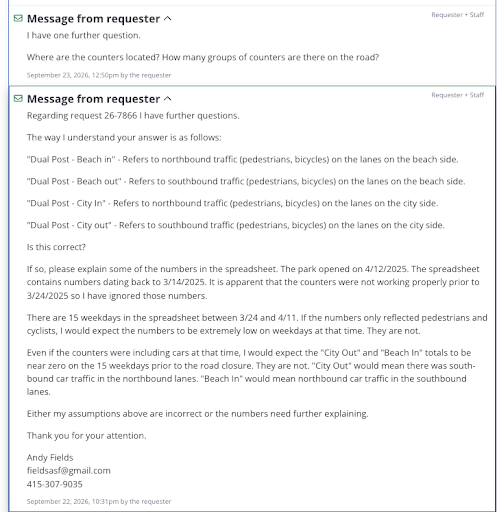 Message from requester
Requester + Staff
I have one further question.
Where are the counters located? How many groups of counters are there on the road?
September 23, 2026, 12:50pm by the requester
Message from requester
Requester + Staff
Regarding request 26-7866 I have further questions.
The way I understand your answer is as follows:
"Dual Post - Beach in" - Refers to northbound traffic (pedestrians, bicycles) on the lanes on the beach side.
"Dual Post - Beach out" - Refers to southbound traffic (pedestrians, bicycles) on the lanes on the beach side.
"Dual Post - City In" - Refers to northbound traffic (pedestrians, bicycles) on the lanes on the city side.
"Dual Post - City out" - Refers to southbound traffic (pedestrians, bicycles) on the lanes on the city side.
Is this correct?
If so, please explain some of the numbers in the spreadsheet. The park opened on 4/12/2025. The spreadsheet
contains numbers dating back to 3/14/2025. It is apparent that the counters were not working properly prior to
3/24/2025 so I have ignored those numbers.
There are 15 weekdays in the spreadsheet between 3/24 and 4/11. If the numbers only reflected pedestrians and
cyclists, I would expect the numbers to be extremely low on weekdays at that time. They are not.
Even if the counters were including cars at that time, I would expect the "City Out" and "Beach In" totals to be
near zero on the 15 weekdays prior to the road closure. They are not. "City Out" would mean there was south-
bound car traffic in the northbound lanes. "Beach In" would mean northbound car traffic in the southbound
lanes.
Either my assumptions above are incorrect or the numbers need further explaining.
Thank you for your attention.
Andy Fields
fieldsasf@gmail.com
415-307-9035
September 22, 2026, 10:31pm by the requester